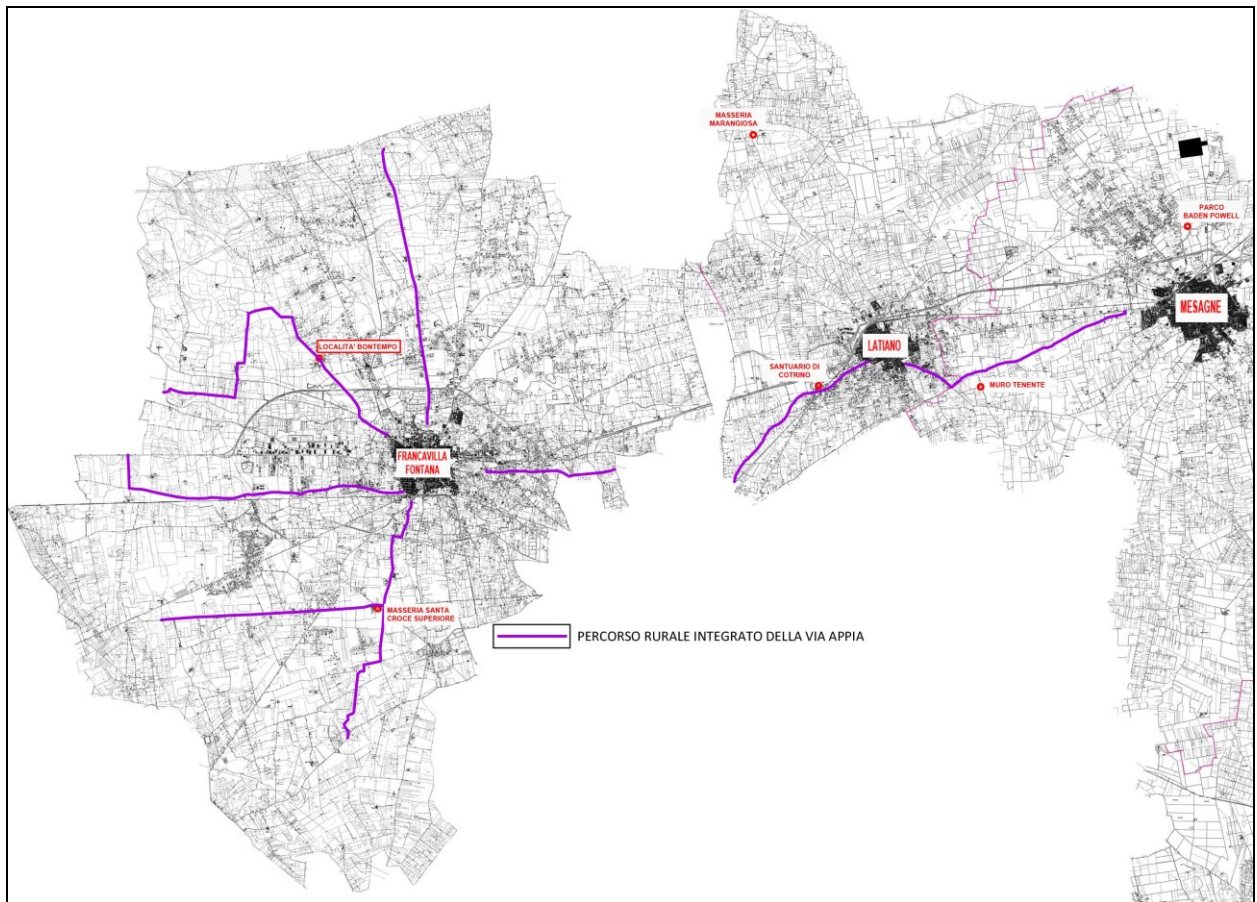 MASSERIA
MARANGIOSA
PARCO
BADEN POWELL
MESAGNE
LATIANO
LOCALITA' BONTEMPO
SANTUARIO DI
COTRINO
MURO TENENTE
FRANCAVILLA
FONTANA
MASSERIA SANTA
CROCE SUPERIORE
PERCORSO RURALE INTEGRATO DELLA VIA APPIA